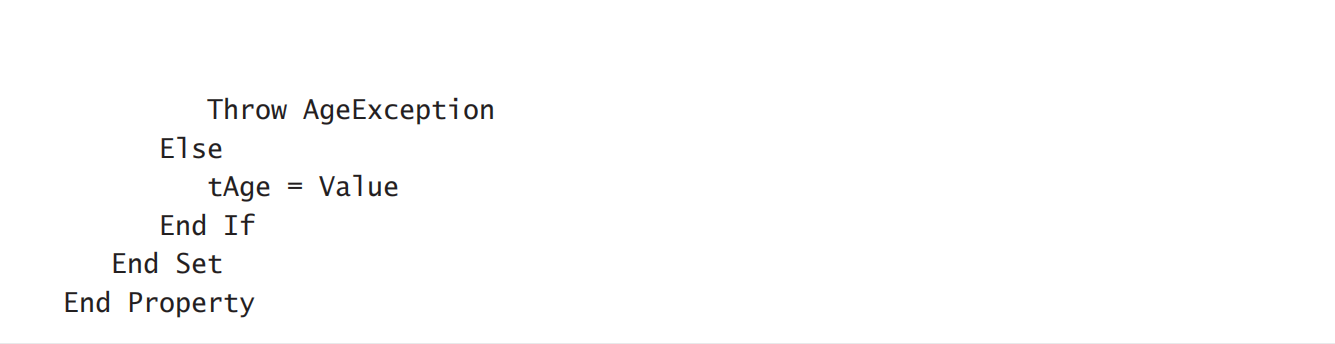 Throw AgeException
Else
tAge = Value
End If
End Set
End Property